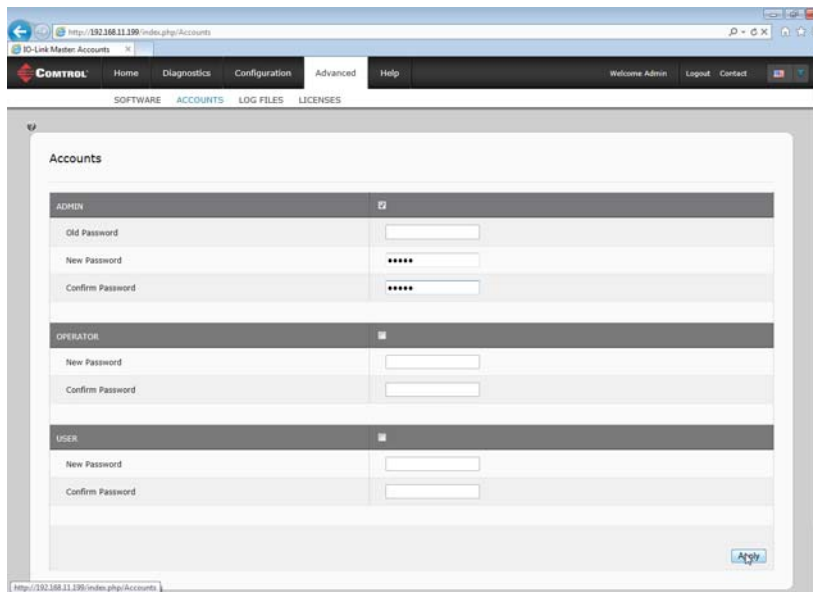 http://192.168.11.199/index.php/Accounts
IO-Link Master: Accounts
COMTROL Home Diagnostics Configuration Advanced Help Welcome Admin Logout Contact
SOFTWARE ACCOUNTS LOG FILES LICENSES
Accounts
ADMIN
Old Password
New Password •••••
Confirm Password •••••
OPERATOR
New Password
Confirm Password
USER
New Password
Confirm Password
Apply
http://192.168.11.199/index.php/Accounts